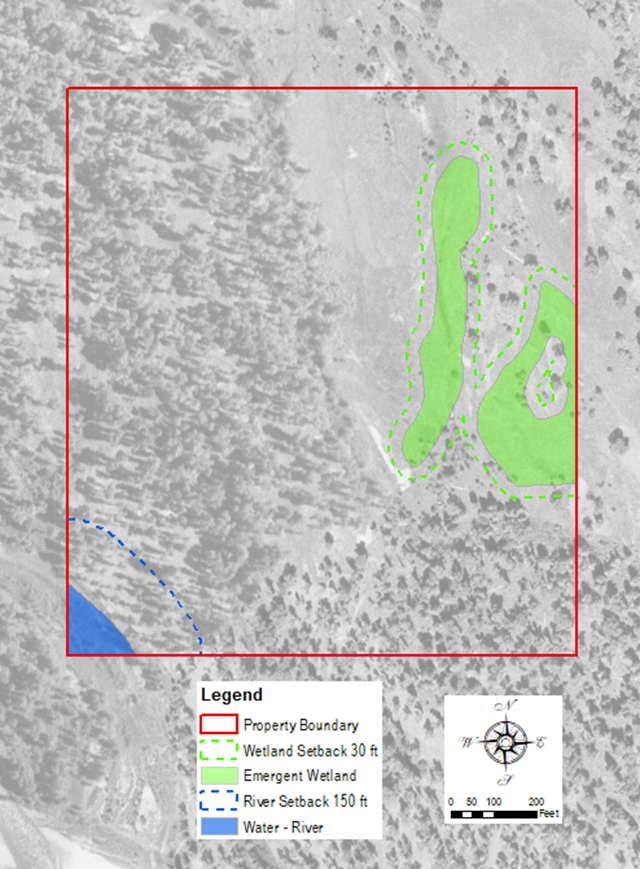 Legend
Property Boundary
Wetland Setback 30 ft
Emergent Wetland
River Setback 150 ft
Water - River
N
W E
S
0 50 100 200
Feet